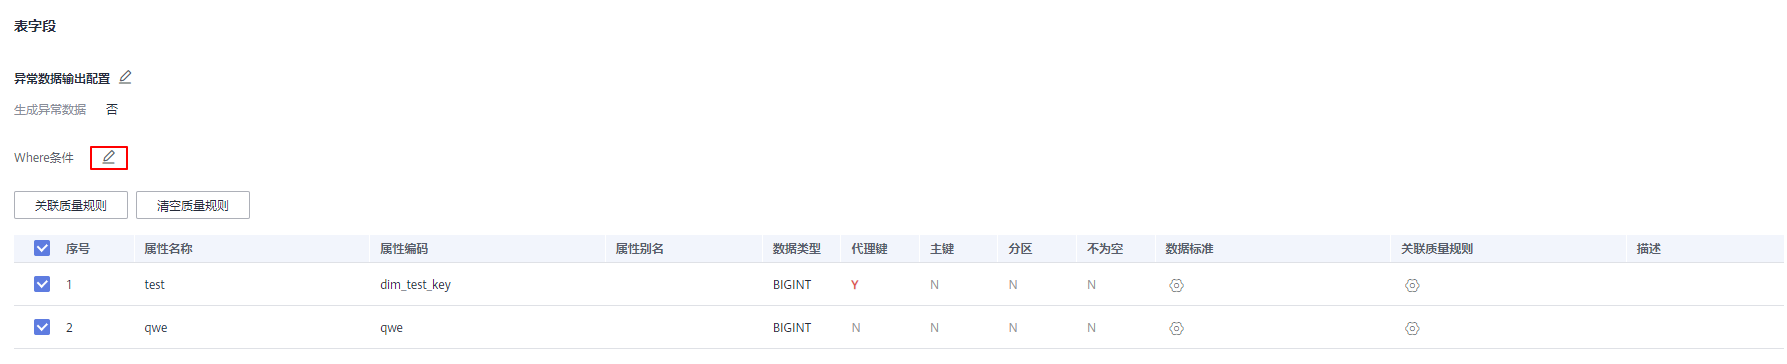 表字段
异常数据输出配置
生成异常数据 否
Where条件
关联质量规则 清空质量规则
序号 属性名称 属性编码 属性别名 数据类型 代理键 主键 分区 不为空 数据标准 关联质量规则 描述
1 test dim_test_key BIGINT Y N N N
2 qwe qwe BIGINT N N N N